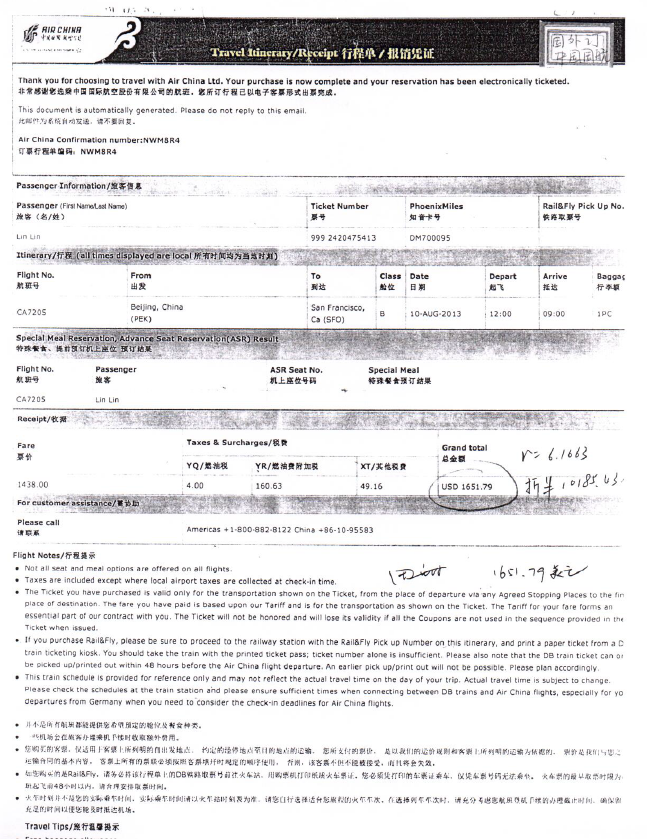 AIR CHINA
Travel Itinerary/Receipt 行程单 / 报销凭证
国外订
中国国航
Thank you for choosing to travel with Air China Ltd. Your purchase is now complete and your reservation has been electronically ticketed.
非常感谢您选乘中国国际航空股份有限公司的航班。您所订行程已以电子客票形式出票完成。
This document is automatically generated. Please do not reply to this email.
此邮件为系统自动发送，请不要回复。
Air China Confirmation number:NWM8R4
订票行程单编码：NWM8R4
Passenger Information/旅客信息
Passenger (First Name/Last Name) Ticket Number PhoenixMiles Rail&Fly Pick Up No.
旅客（名/姓） 票号 知音卡号 铁路取票号
Lin Lin 999 2420475413 DM700095
Itinerary/行程 (all times displayed are local 所有时间均为当地时刻)
Flight No. From To Class Date Depart Arrive Baggag
航班号 出发 到达 舱位 日期 起飞 抵达 行李额
CA720S Beijing, China (PEK) San Francisco, Ca (SFO) B 10-AUG-2013 12:00 09:00 1PC
Special Meal Reservation, Advance Seat Reservation(ASR) Result
特殊餐食、提前预订机上座位 预订结果
Flight No. Passenger ASR Seat No. Special Meal
航班号 旅客 机上座位号码 特殊餐食预订结果
CA720S Lin Lin
Receipt/收据
Fare Taxes & Surcharges/税费 Grand total
票价 YQ/燃油税 YR/燃油费附加税 XT/其他税费 总金额
1438.00 4.00 160.63 49.16 USD 1651.79
r = 6.1663
折算 10185.43
For customer assistance/需协助
Please call Americas +1-800-882-8122 China +86-10-95583
请联系
1651.79美元
Flight Notes/行程提示
• Not all seat and meal options are offered on all flights.
• Taxes are included except where local airport taxes are collected at check-in time.
• The Ticket you have purchased is valid only for the transportation shown on the Ticket, from the place of departure via any Agreed Stopping Places to the fin
place of destination. The fare you have paid is based upon our Tariff and is for the transportation as shown on the Ticket. The Tariff for your fare forms an
essential part of our contract with you. The Ticket will not be honored and will lose its validity if all the Coupons are not used in the sequence provided in the
Ticket when issued.
• If you purchase Rail&Fly, please be sure to proceed to the railway station with the Rail&Fly Pick up Number on this itinerary, and print a paper ticket from a D
train ticketing kiosk. You should take the train with the printed ticket pass; ticket number alone is insufficient. Please also note that the DB train ticket can or
be picked up/printed out within 48 hours before the Air China flight departure. An earlier pick up/print out will not be possible. Please plan accordingly.
• This train schedule is provided for reference only and may not reflect the actual travel time on the day of your trip. Actual travel time is subject to change.
Please check the schedules at the train station and please ensure sufficient times when connecting between DB trains and Air China flights, especially for yo
departures from Germany when you need to consider the check-in deadlines for Air China flights.
• 并不是所有航班都能提供您希望预定的舱位及餐食种类。
• 一些机场会在旅客办理乘机手续时收取额外费用。
• 您购买的客票，仅适用于客票上所列明的自出发地点，约定的经停地点至目的地点的运输。您所支付的票价，是以我们的运价规则和客票上所列明的运输为依据的。票价是我们与您之
运输合同的基本内容。客票上所有的票联必须按照客票填开时规定的顺序使用，否则，该客票不但不能被接受，而且将会失效。
• 如您购买的是Rail&Fly，请务必将该行程单上的DB铁路取票号前往火车站，用购票机打印纸质火车票证。您必须凭打印的车票证乘车，仅凭车票号码无法乘坐。火车票的最早取票时限为
班起飞前48小时以内，请合理安排取票时间。
• 火车时刻并不是您的实际乘车时间，实际乘车时间请以火车站时刻表为准。请您自行选择适合您旅程的火车车次。在选择列车车次时，请充分考虑您航班登机手续的办理截止时间，确保留
充足的时间以便您能及时抵达机场。
Travel Tips/旅行温馨提示